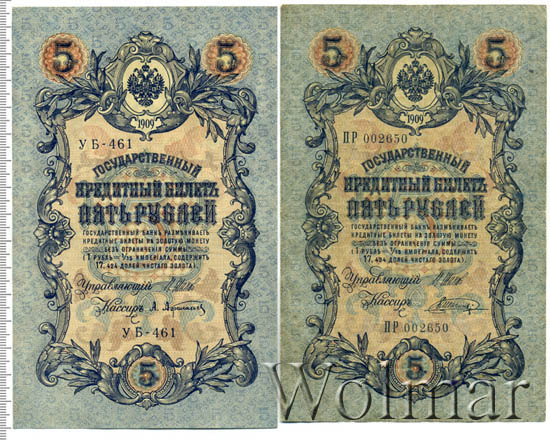 5 5
1909
УБ-461
ГОСУДАРСТВЕННЫЙ
КРЕДИТНЫЙ БИЛЕТЪ
ПЯТЬ РУБЛЕЙ
ГОСУДАРСТВЕННЫЙ БАНКЪ РАЗМѢНИВАЕТЪ
КРЕДИТНЫЕ БИЛЕТЫ НА ЗОЛОТУЮ МОНЕТУ
БЕЗЪ ОГРАНИЧЕНІЯ СУММЫ
(1 РУБЛЬ = 1/15 ИМПЕРІАЛА, СОДЕРЖИТЪ
17,424 ДОЛЕЙ ЧИСТАГО ЗОЛОТА).
Управляющій
Кассиръ
УБ-461
5
5 5
1909
ПР 002650
ГОСУДАРСТВЕННЫЙ
КРЕДИТНЫЙ БИЛЕТЪ
ПЯТЬ РУБЛЕЙ
ГОСУДАРСТВЕННЫЙ БАНКЪ РАЗМѢНИВАЕТЪ
КРЕДИТНЫЕ БИЛЕТЫ НА ЗОЛОТУЮ МОНЕТУ
БЕЗЪ ОГРАНИЧЕНІЯ СУММЫ
(1 РУБЛЬ = 1/15 ИМПЕРІАЛА, СОДЕРЖИТЪ
17,424 ДОЛЕЙ ЧИСТАГО ЗОЛОТА).
Управляющій
Кассиръ
ПР 002650
5
Wolmar